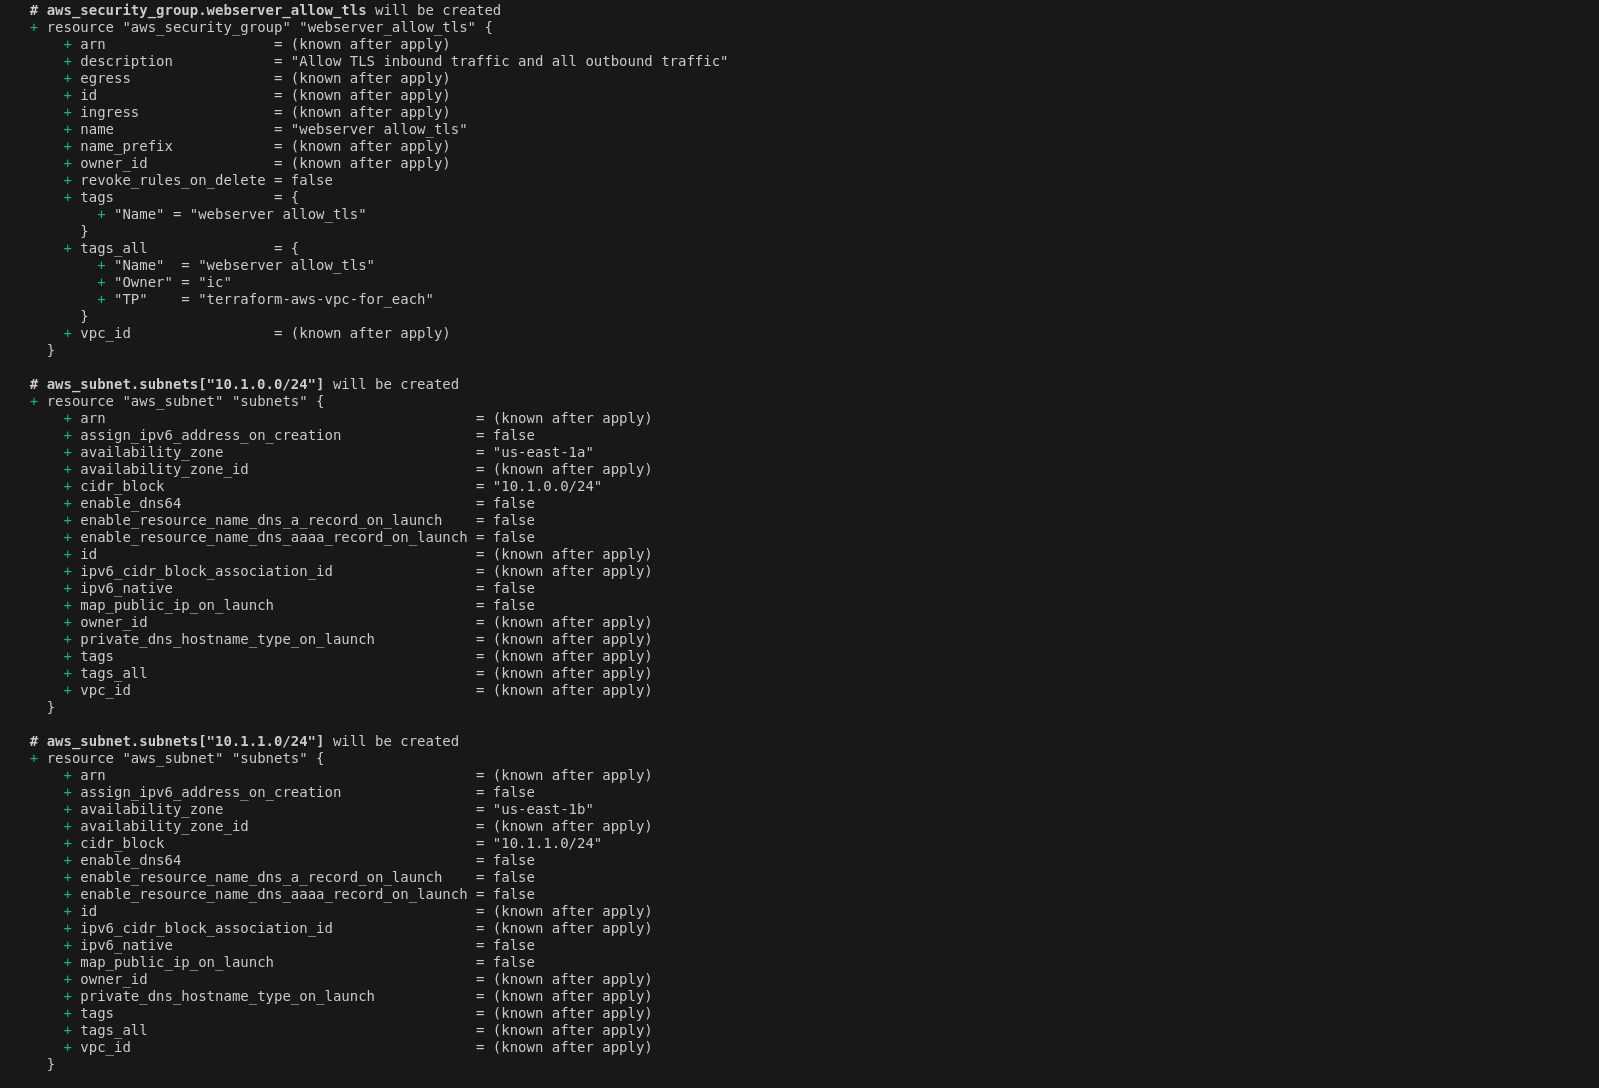 # aws_security_group.webserver_allow_tls will be created
+ resource "aws_security_group" "webserver_allow_tls" {
    + arn                    = (known after apply)
    + description            = "Allow TLS inbound traffic and all outbound traffic"
    + egress                 = (known after apply)
    + id                     = (known after apply)
    + ingress                = (known after apply)
    + name                   = "webserver allow_tls"
    + name_prefix            = (known after apply)
    + owner_id               = (known after apply)
    + revoke_rules_on_delete = false
    + tags                   = {
        + "Name" = "webserver allow_tls"
      }
    + tags_all               = {
        + "Name"  = "webserver allow_tls"
        + "Owner" = "ic"
        + "TP"    = "terraform-aws-vpc-for_each"
      }
    + vpc_id                 = (known after apply)
  }

# aws_subnet.subnets["10.1.0.0/24"] will be created
+ resource "aws_subnet" "subnets" {
    + arn                                            = (known after apply)
    + assign_ipv6_address_on_creation                = false
    + availability_zone                              = "us-east-1a"
    + availability_zone_id                           = (known after apply)
    + cidr_block                                     = "10.1.0.0/24"
    + enable_dns64                                   = false
    + enable_resource_name_dns_a_record_on_launch    = false
    + enable_resource_name_dns_aaaa_record_on_launch = false
    + id                                             = (known after apply)
    + ipv6_cidr_block_association_id                 = (known after apply)
    + ipv6_native                                    = false
    + map_public_ip_on_launch                        = false
    + owner_id                                       = (known after apply)
    + private_dns_hostname_type_on_launch            = (known after apply)
    + tags                                           = (known after apply)
    + tags_all                                       = (known after apply)
    + vpc_id                                         = (known after apply)
  }

# aws_subnet.subnets["10.1.1.0/24"] will be created
+ resource "aws_subnet" "subnets" {
    + arn                                            = (known after apply)
    + assign_ipv6_address_on_creation                = false
    + availability_zone                              = "us-east-1b"
    + availability_zone_id                           = (known after apply)
    + cidr_block                                     = "10.1.1.0/24"
    + enable_dns64                                   = false
    + enable_resource_name_dns_a_record_on_launch    = false
    + enable_resource_name_dns_aaaa_record_on_launch = false
    + id                                             = (known after apply)
    + ipv6_cidr_block_association_id                 = (known after apply)
    + ipv6_native                                    = false
    + map_public_ip_on_launch                        = false
    + owner_id                                       = (known after apply)
    + private_dns_hostname_type_on_launch            = (known after apply)
    + tags                                           = (known after apply)
    + tags_all                                       = (known after apply)
    + vpc_id                                         = (known after apply)
  }